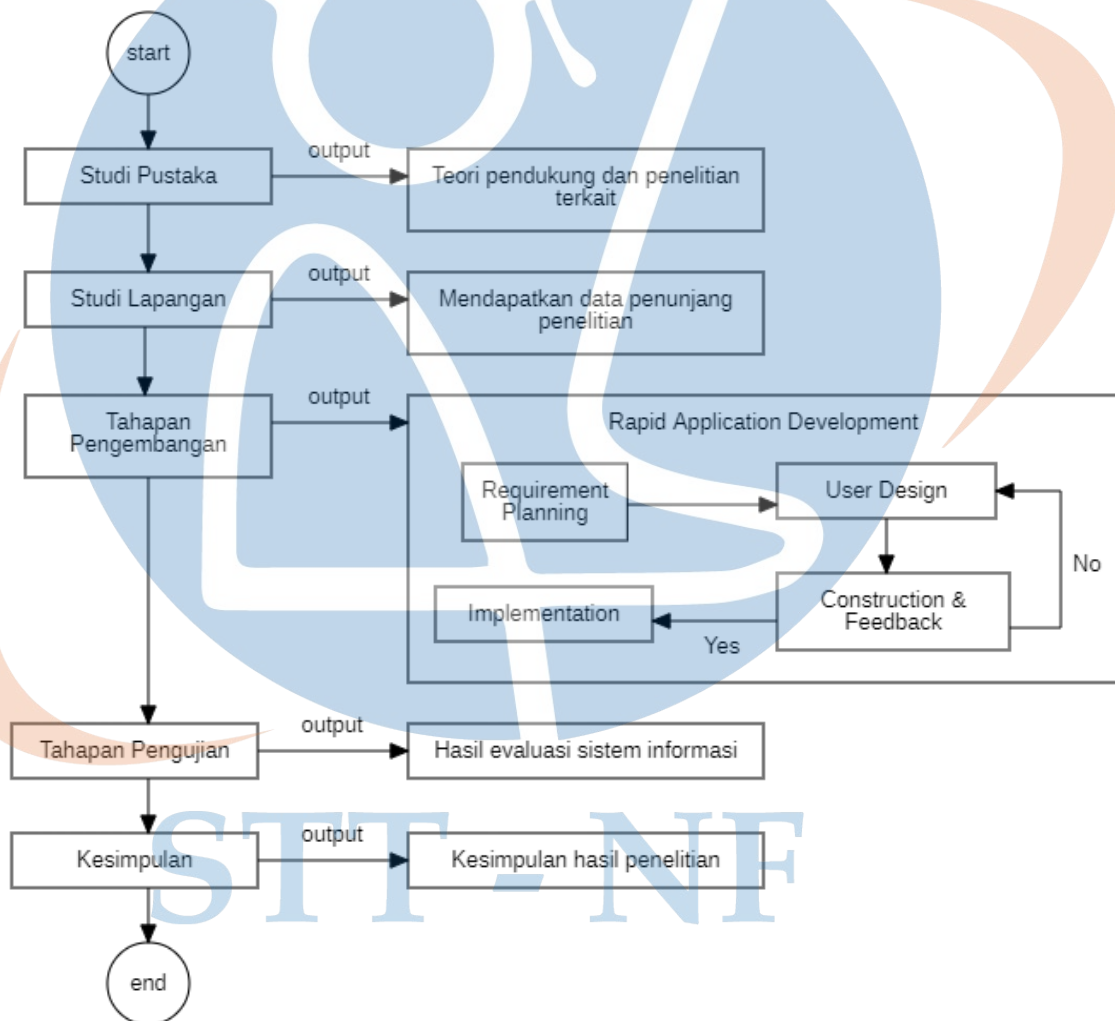 start
output
Studi Pustaka
Teori pendukung dan penelitian
terkait
output
Studi Lapangan
Mendapatkan data penunjang
penelitian
output
Tahapan
Pengembangan
Rapid Application Development
Requirement
Planning
User Design
No
Construction &
Feedback
Implementation
Yes
output
Tahapan Pengujian
Hasil evaluasi sistem informasi
output
Kesimpulan
Kesimpulan hasil penelitian
STT - NF
end